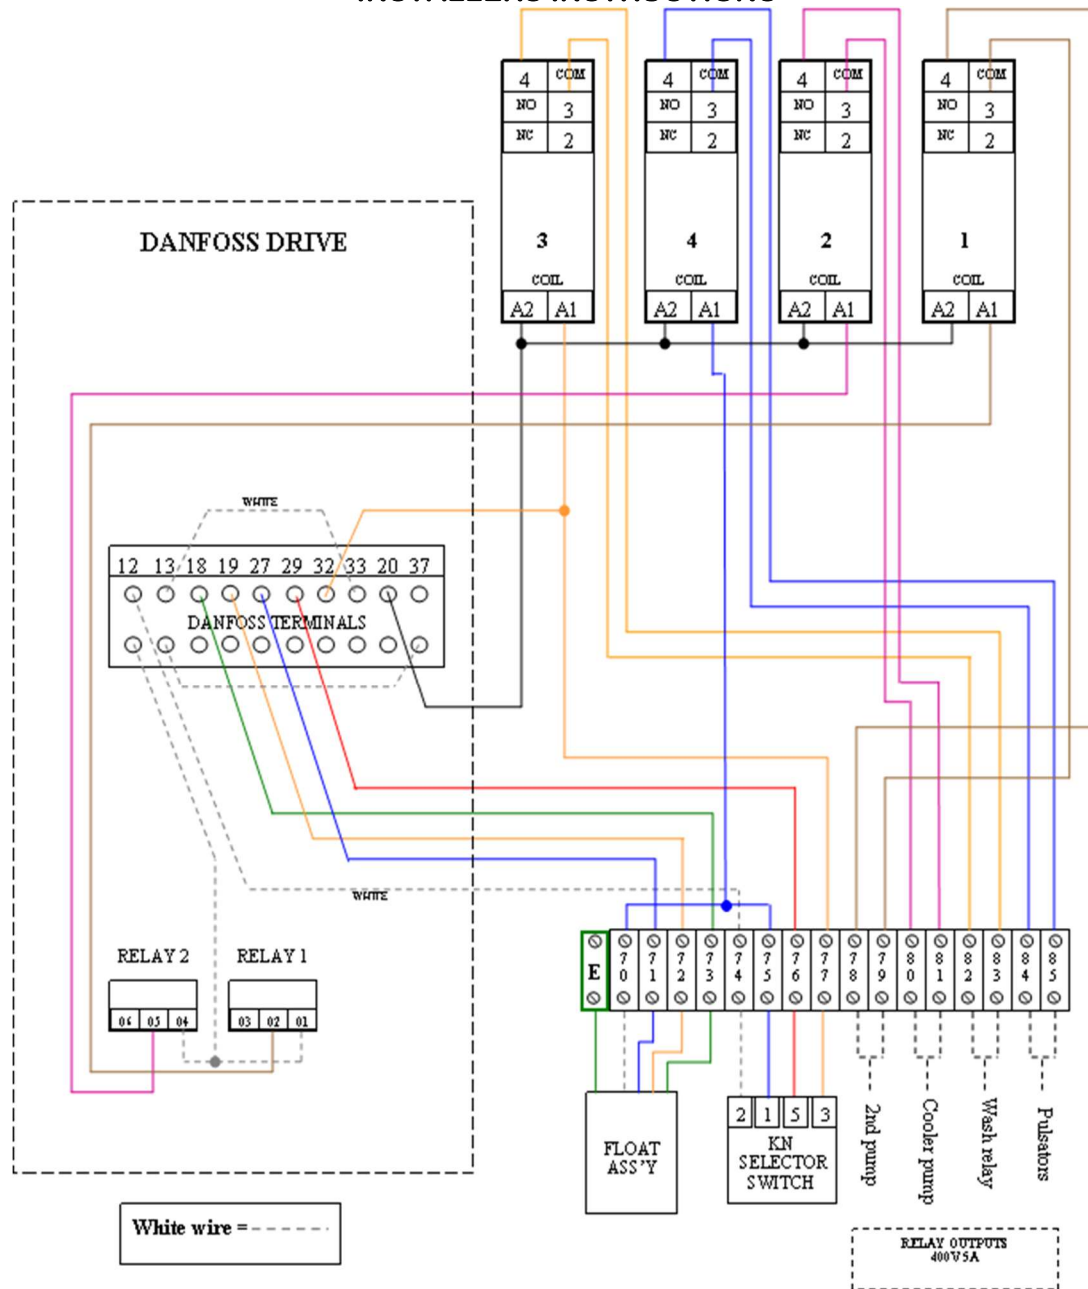 INSTALLERS INSTRUCTIONS
4 COM 4 COM 4 COM 4 COM
NO 3 NO 3 NO 3 NO 3
NC 2 NC 2 NC 2 NC 2
DANFOSS DRIVE
3 4 2 1
COIL COIL COIL COIL
A2 A1 A2 A1 A2 A1 A2 A1
WHITE
12 13 18 19 27 29 32 33 20 37
DANFOSS TERMINALS
WHITE
RELAY 2 RELAY 1
06 05 04 03 02 01
E 70 71 72 73 74 75 76 77 78 79 80 81 82 83 84 85
FLOAT
ASS'Y
2 1 5 3
KN
SELECTOR
SWITCH
2nd pump
Cooler pump
Wash relay
Pulsators
White wire =
RELAY OUTPUTS
400V 5A